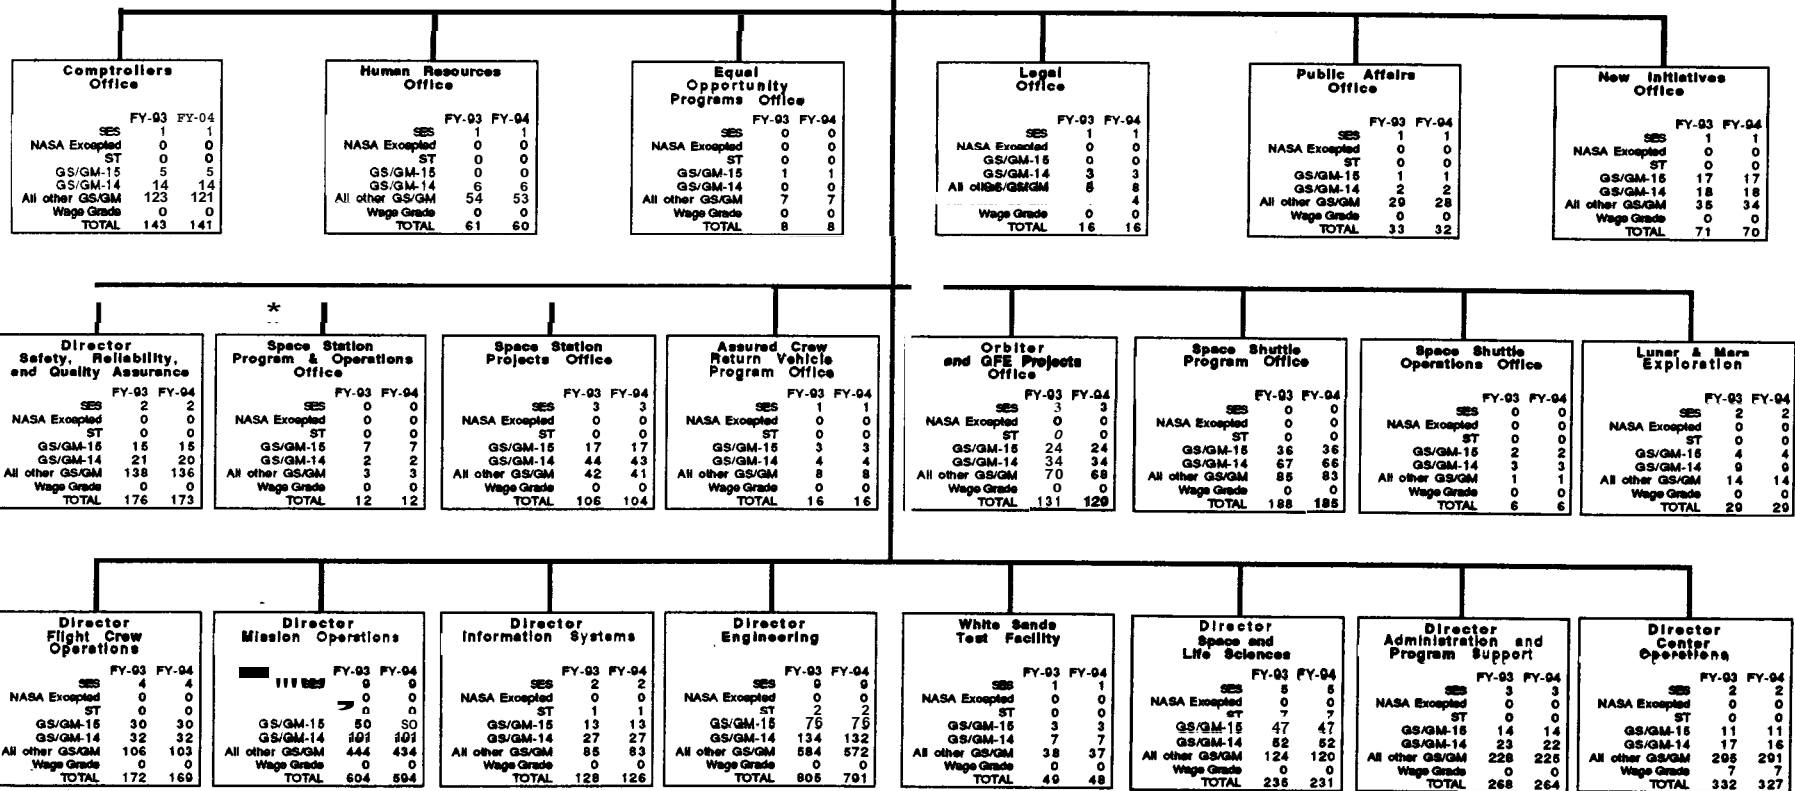 Comptrollers
Office
FY-93 FY-04
SES 1 1
NASA Excepted 0 0
ST 0 0
GS/GM-15 5 5
GS/GM-14 14 14
All other GS/GM 123 121
Wage Grade 0 0
TOTAL 143 141
Human Resources
Office
FY-93 FY-94
SES 1 1
NASA Excepted 0 0
ST 0 0
GS/GM-15 0 0
GS/GM-14 6 6
All other GS/GM 54 53
Wage Grade 0 0
TOTAL 61 60
Equal
Opportunity
Programs Office
FY-93 FY-94
SES 0 0
NASA Excepted 0 0
ST 0 0
GS/GM-15 1 1
GS/GM-14 0 0
All other GS/GM 7 7
Wage Grade 0 0
TOTAL 8 8
Legal
Office
FY-93 FY-94
SES 1 1
NASA Excepted 0 0
GS/GM-15 0 0
GS/GM-14 3 3
All 8
4
Wage Grade 0 0
TOTAL 16 16
Public Affairs
Office
FY-93 FY-94
SES 1 1
NASA Excepted 0 0
ST 0 0
GS/GM-15 1 1
GS/GM-14 2 2
All other GS/GM 29 28
Wage Grade 0 0
TOTAL 33 32
New Initiatives
Office
FY-93 FY-94
SES 1 1
NASA Excepted 0 0
ST 0 0
GS/GM-15 17 17
GS/GM-14 18 18
All other GS/GM 35 34
Wage Grade 0 0
TOTAL 71 70
*
Director
Safety, Reliability,
and Quality Assurance
FY-93 FY-94
SES 2 2
NASA Excepted 0 0
ST 0 0
GS/GM-15 15 15
GS/GM-14 21 20
All other GS/GM 138 136
Wage Grade 0 0
TOTAL 176 173
Space Station
Program & Operations
Office
FY-93 FY-94
SES 0 0
NASA Excepted 0 0
ST 0 0
GS/GM-15 7 7
GS/GM-14 2 2
All other GS/GM 3 3
Wage Grade 0 0
TOTAL 12 12
Space Station
Projects Office
FY-93 FY-94
SES 3 3
NASA Excepted 0 0
ST 0 0
GS/GM-15 17 17
GS/GM-14 44 43
All other GS/GM 42 41
Wage Grade 0 0
TOTAL 106 104
Assured Crew
Return Vehicle
Program Office
FY-93 FY-94
SES 1 1
NASA Excepted 0 0
ST 0 0
GS/GM-15 3 3
GS/GM-14 4 4
All other GS/GM 8 8
Wage Grade 0 0
TOTAL 16 16
Orbiter
and GFE Projects
Office
FY-93 FY-94
SES 3 3
NASA Excepted 0 0
ST 0 0
GS/GM-15 24 24
GS/GM-14 34 34
All other GS/GM 70 68
Wage Grade 0 0
TOTAL 131 129
Space Shuttle
Program Office
FY-93 FY-94
SES 0 0
NASA Excepted 0 0
ST 0 0
GS/GM-15 36 36
GS/GM-14 67 66
All other GS/GM 85 83
Wage Grade 0 0
TOTAL 188 185
Space Shuttle
Operations Office
FY-93 FY-94
SES 0 0
NASA Excepted 0 0
ST 0 0
GS/GM-15 2 2
GS/GM-14 3 3
All other GS/GM 1 1
Wage Grade 0 0
TOTAL 6 6
Lunar & Mars
Exploration
FY-93 FY-94
SES 2 2
NASA Excepted 0 0
ST 0 0
GS/GM-15 4 4
GS/GM-14 9 9
All other GS/GM 14 14
Wage Grade 0 0
TOTAL 29 29
Director
Flight Crew
Operations
FY-93 FY-94
SES 4 4
NASA Excepted 0 0
ST 0 0
GS/GM-15 30 30
GS/GM-14 32 32
All other GS/GM 106 103
Wage Grade 0 0
TOTAL 172 169
Director
Mission Operations
FY-93 FY-94
9 9
0 0
0 0
GS/GM-15 50 SO
GS/GM-14 101 101
All other GS/GM 444 434
Wage Grade 0 0
TOTAL 604 594
Director
Information Systems
FY-93 FY-94
SES 2 2
NASA Excepted 0 0
ST 1 1
GS/GM-15 13 13
GS/GM-14 27 27
All other GS/GM 85 83
Wage Grade 0 0
TOTAL 128 126
Director
Engineering
FY-93 FY-94
SES 9 9
NASA Excepted 0 0
ST 2 2
GS/GM-15 76 76
GS/GM-14 134 132
All other GS/GM 584 572
Wage Grade 0 0
TOTAL 805 791
White Sands
Test Facility
FY-93 FY-94
SES 1 1
NASA Excepted 0 0
ST 0 0
GS/GM-15 3 3
GS/GM-14 7 7
All other GS/GM 38 37
Wage Grade 0 0
TOTAL 49 48
Director
Space and
Life Sciences
FY-93 FY-94
SES 5 5
NASA Excepted 0 0
ST 7 7
GS/GM-15 47 47
GS/GM-14 52 52
All other GS/GM 124 120
Wage Grade 0 0
TOTAL 235 231
Director
Administration and
Program Support
FY-93 FY-94
SES 3 3
NASA Excepted 0 0
ST 0 0
GS/GM-15 14 14
GS/GM-14 23 22
All other GS/GM 228 225
Wage Grade 0 0
TOTAL 268 264
Director
Center
Operations
FY-93 FY-94
SES 2 2
NASA Excepted 0 0
ST 0 0
GS/GM-15 11 11
GS/GM-14 17 16
All other GS/GM 295 291
Wage Grade 7 7
TOTAL 332 327